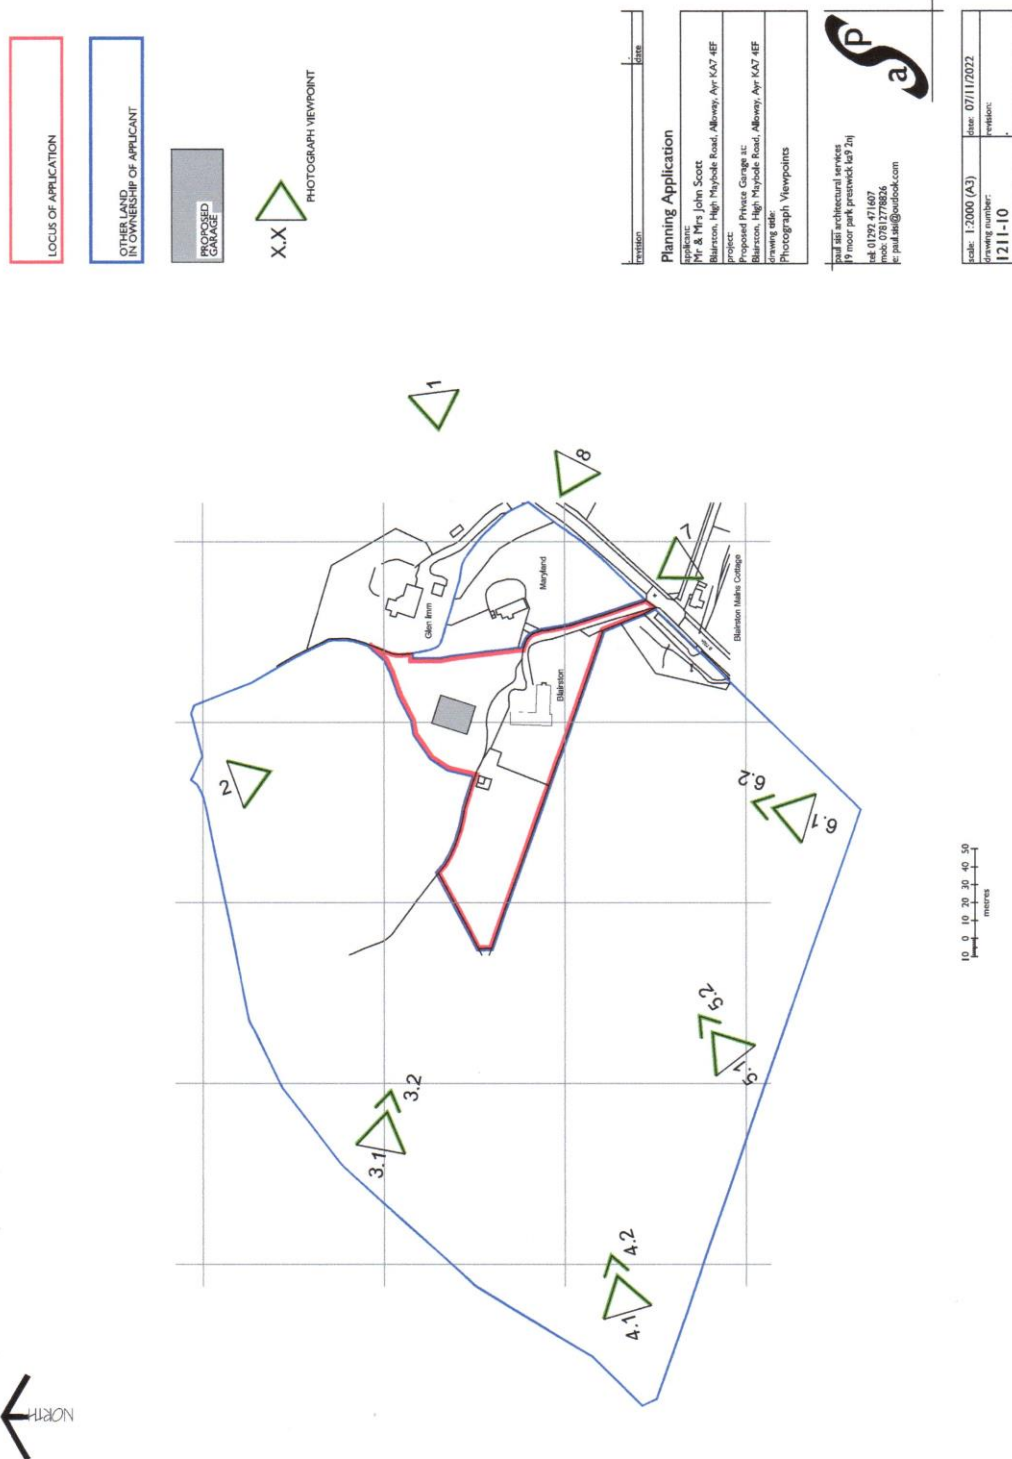 LOCUS OF APPLICATION
OTHER LAND
IN OWNERSHIP OF APPLICANT
PROPOSED
GARAGE
X.X
PHOTOGRAPH VIEWPOINT
revision
date
Planning Application
applicant:
Mr & Mrs John Scott
Blairston, High Maybole Road, Alloway, Ayr KA7 4EF
project:
Proposed Private Garage at:
Blairston, High Maybole Road, Alloway, Ayr KA7 4EF
drawing title:
Photograph Viewpoints
aSP
paul sisi architectural services
19 moor park prestwick ka9 2nj
tel: 01292 471607
mob: 07812778826
e: paul.sisi@outlook.com
scale: 1:2000 (A3)
date: 07/11/2022
drawing number:
1211-10
revision:
1
8
7
2
Glen Imm
Maryland
Blairston
Blairston Mains Cottage
6.2
6.1
5.2
5.1
3.2
3.1
4.2
4.1
10 0 10 20 30 40 50
metres
NORTH